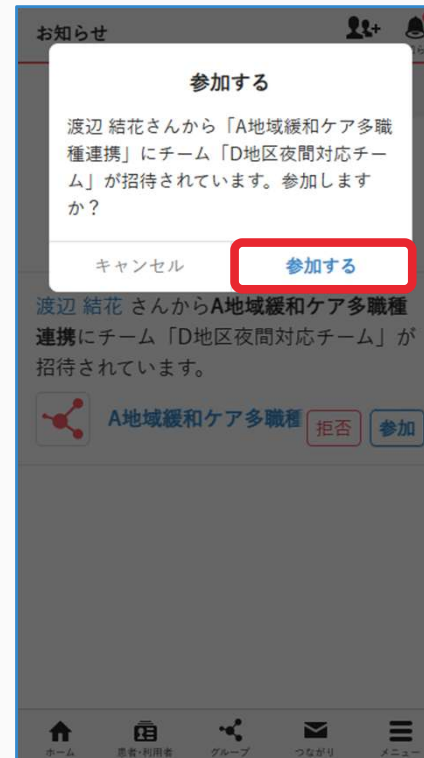 お知らせ
参加する
渡辺 結花さんから「A地域緩和ケア多職
種連携」にチーム「D地区夜間対応チー
ム」が招待されています。参加します
か？
キャンセル
参加する
渡辺 結花 さんからA地域緩和ケア多職種
連携にチーム「D地区夜間対応チーム」が
招待されています。
A地域緩和ケア多職種
拒否
参加
ホーム
患者・利用者
グループ
つながり
メニュー